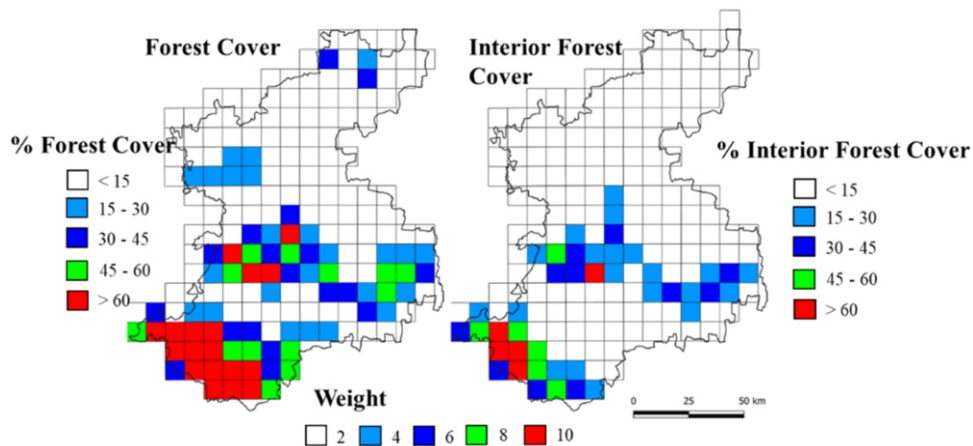 Forest Cover
Interior Forest
Cover
% Forest Cover
< 15
15 - 30
30 - 45
45 - 60
> 60
% Interior Forest Cover
< 15
15 - 30
30 - 45
45 - 60
> 60
Weight
2 4 6 8 10
0 25 50 km